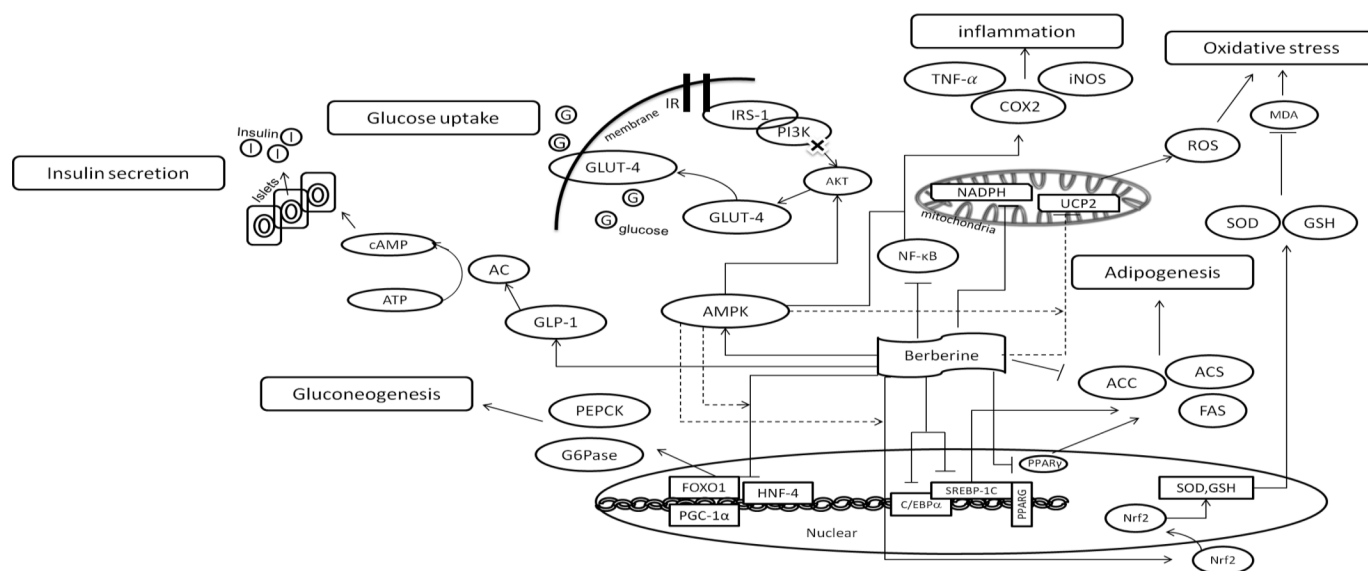 inflammation
Oxidative stress
TNF-α
iNOS
COX2
IR
IRS-1
PI3K
membrane
Glucose uptake
G
G
Insulin
I
I
I
Insulin secretion
Islets
GLUT-4
AKT
G
G
glucose
GLUT-4
MDA
ROS
NADPH
UCP2
mitochondria
SOD
GSH
NF-κB
cAMP
AC
ATP
GLP-1
AMPK
Adipogenesis
Berberine
ACC
ACS
FAS
Gluconeogenesis
PEPCK
G6Pase
PPARγ
FOXO1
HNF-4
PGC-1α
C/EBPα
SREBP-1C
PPARG
SOD,GSH
Nrf2
Nuclear
Nrf2